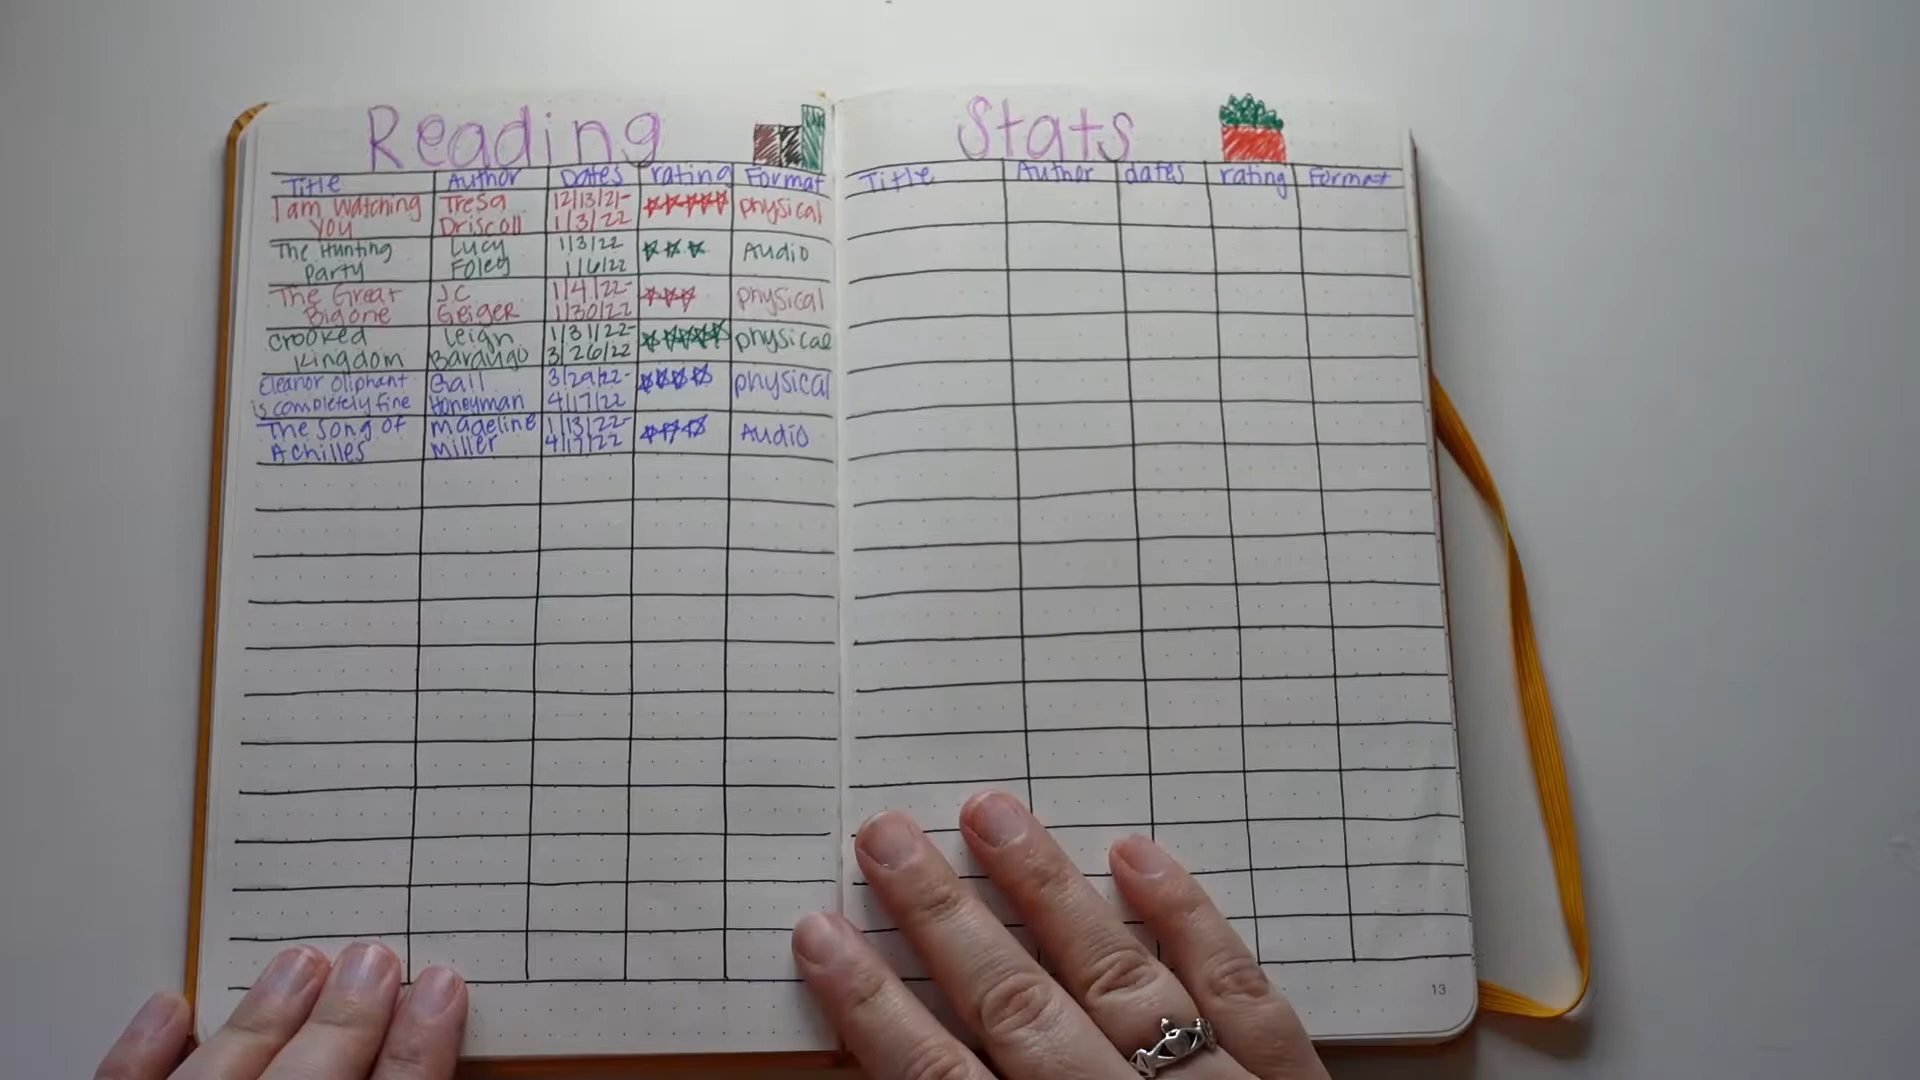 Reading
Stats
Title Author Dates rating Format
Title Author dates rating Format
I am Watching Tresa 12/13/21- physical
You Driscoll 1/3/22
The Hunting Lucy 1/3/22 Audio
Party Foley 1/6/22
The Great JC 1/4/22- physical
Big one Geiger 1/30/22
Crooked Leigh 1/31/22- physical
Kingdom Bardugo 3/26/22
Eleanor Oliphant Gail 3/29/22- physical
is completely fine Honeyman 4/17/22
The Song of Madeline 1/13/22- Audio
Achilles Miller 4/17/22
13